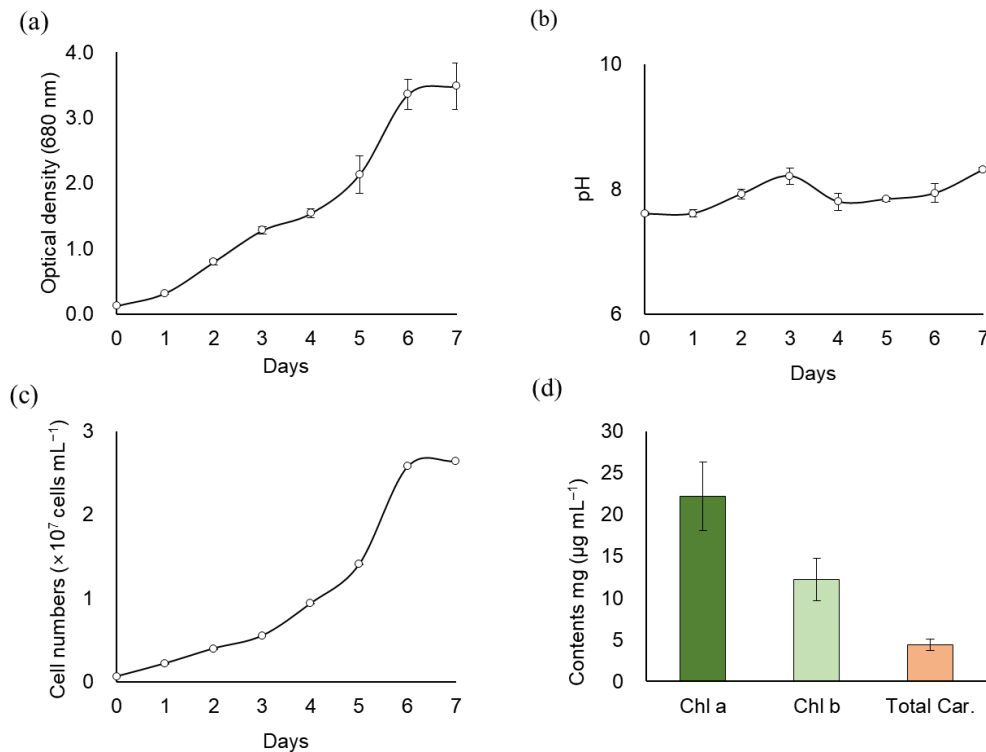 (a)
4.0
3.0
2.0
1.0
0.0
Optical density (680 nm)
0 1 2 3 4 5 6 7
Days
(b)
10
8
6
pH
0 1 2 3 4 5 6 7
Days
(c)
3
2
1
0
Cell numbers (×10⁷ cells mL⁻¹)
0 1 2 3 4 5 6 7
Days
(d)
30
25
20
15
10
5
0
Contents mg (µg mL⁻¹)
Chl a Chl b Total Car.